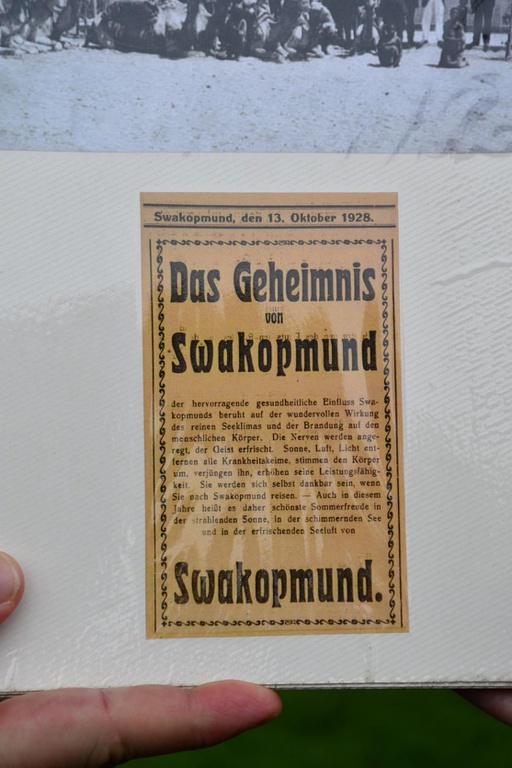 Swakopmund, den 13. Oktober 1928.
Das Geheimnis
von
Swakopmund
der hervorragende gesundheitliche Einfluss Swa-
kopmunds beruht auf der wundervollen Wirkung
des reinen Seeklimas und der Brandung auf den
menschlichen Körper. Die Nerven werden ange-
regt, der Geist erfrischt. Sonne, Luft, Licht ent-
fernen alle Krankheitskeime, stimmen den Körper
um, verjüngen ihn, erhöhen seine Leistungsfähig-
keit. Sie werden sich selbst dankbar sein, wenn
Sie nach Swakopmund reisen. — Auch in diesem
Jahre heißt es daher schönste Sommerfreude in
der strahlenden Sonne, in der schimmernden See
und in der erfrischenden Seeluft von
Swakopmund.